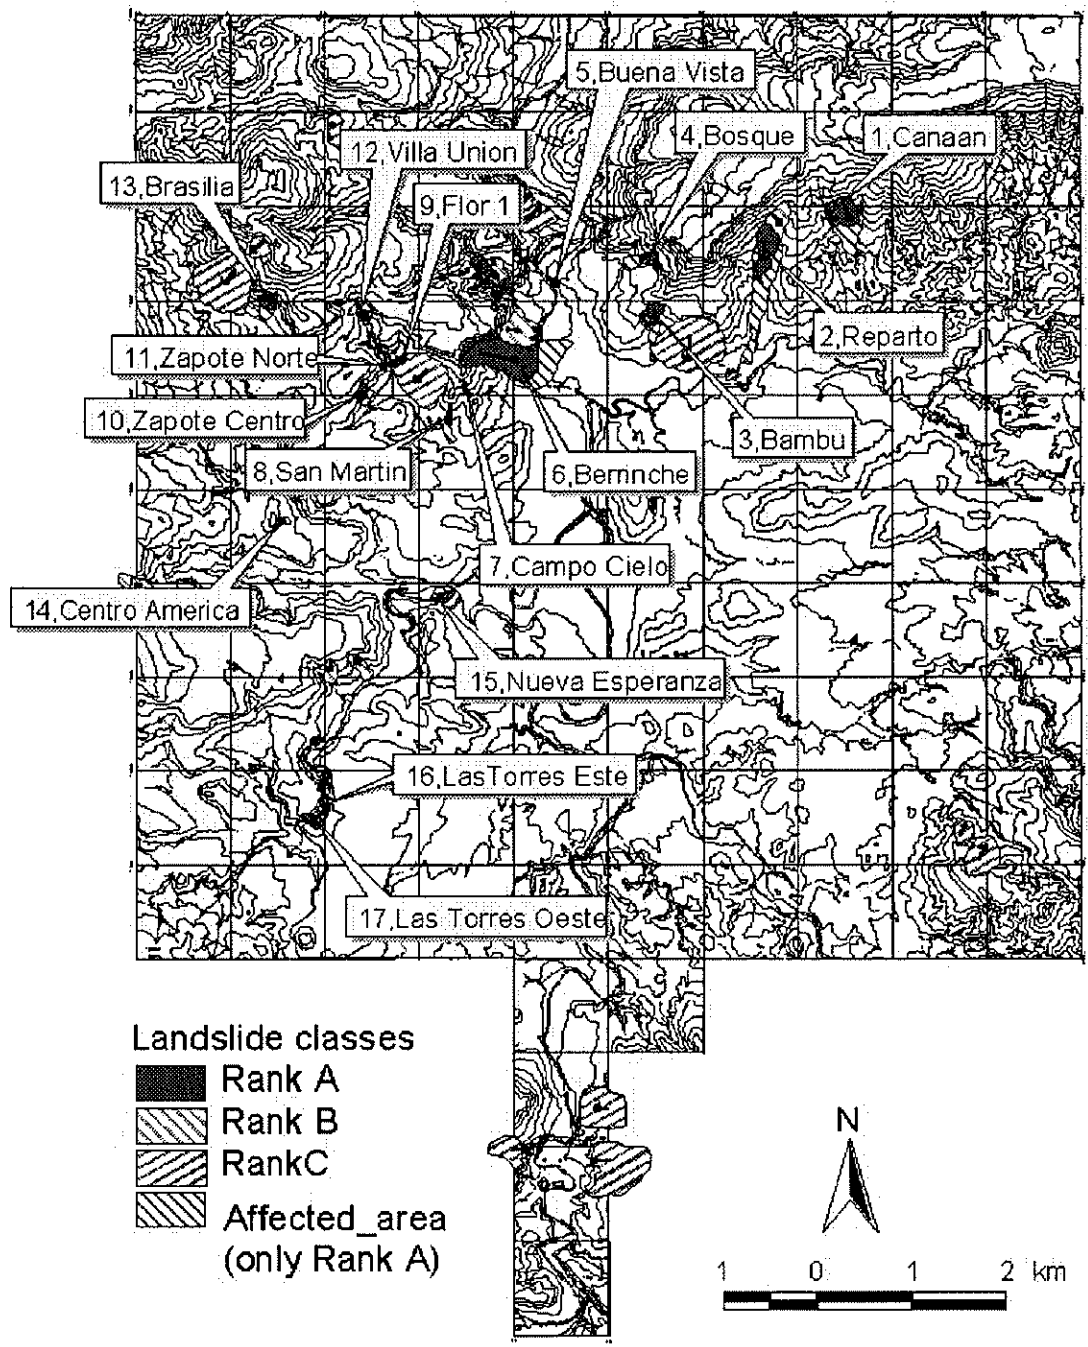 5,Buena Vista
4,Bosque
1,Canaan
12,Villa Union
13,Brasilia
9,Flor 1
2,Reparto
11,Zapote Norte
10,Zapote Centro
3,Bambu
8,San Martin
6,Berrinche
7,Campo Cielo
14,Centro America
15,Nueva Esperanza
16,LasTorres Este
17,Las Torres Oeste
Landslide classes
Rank A
Rank B
RankC
Affected_area
(only Rank A)
N
1 0 1 2 km